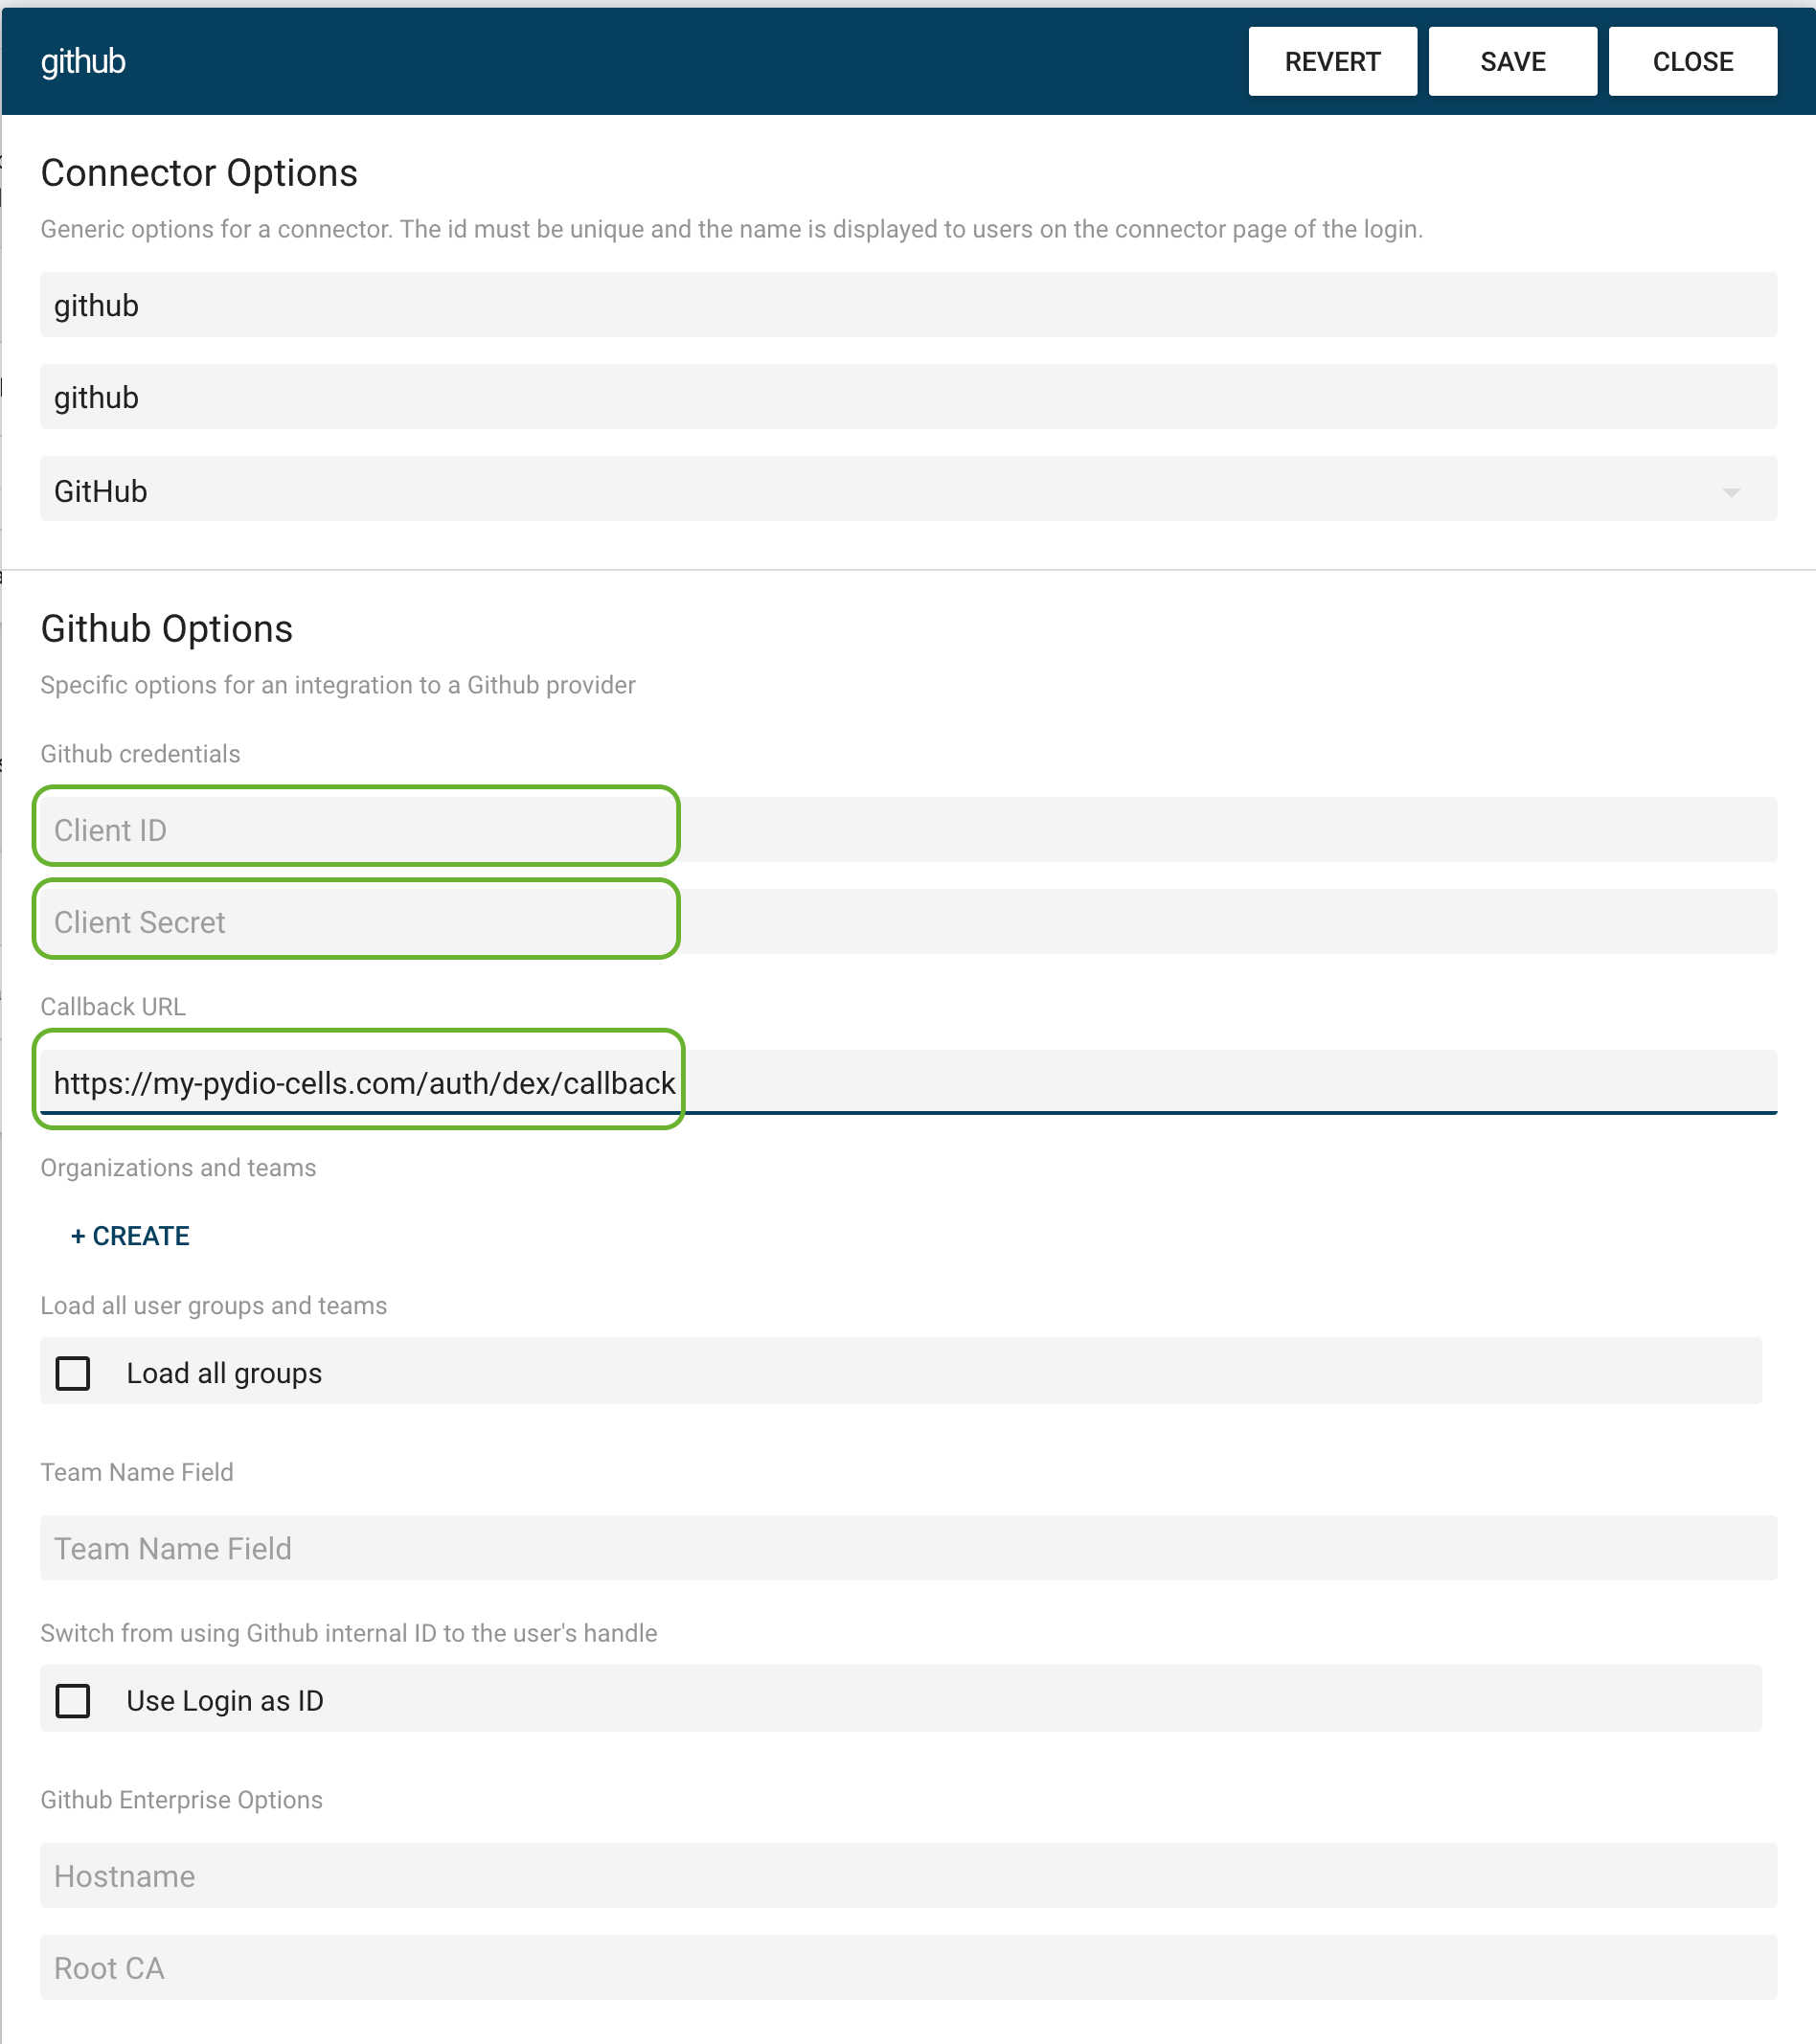 github
REVERT
SAVE
CLOSE
Connector Options
Generic options for a connector. The id must be unique and the name is displayed to users on the connector page of the login.
github
github
GitHub
Github Options
Specific options for an integration to a Github provider
Github credentials
Client ID
Client Secret
Callback URL
https://my-pydio-cells.com/auth/dex/callback
Organizations and teams
+ CREATE
Load all user groups and teams
Load all groups
Team Name Field
Team Name Field
Switch from using Github internal ID to the user's handle
Use Login as ID
Github Enterprise Options
Hostname
Root CA